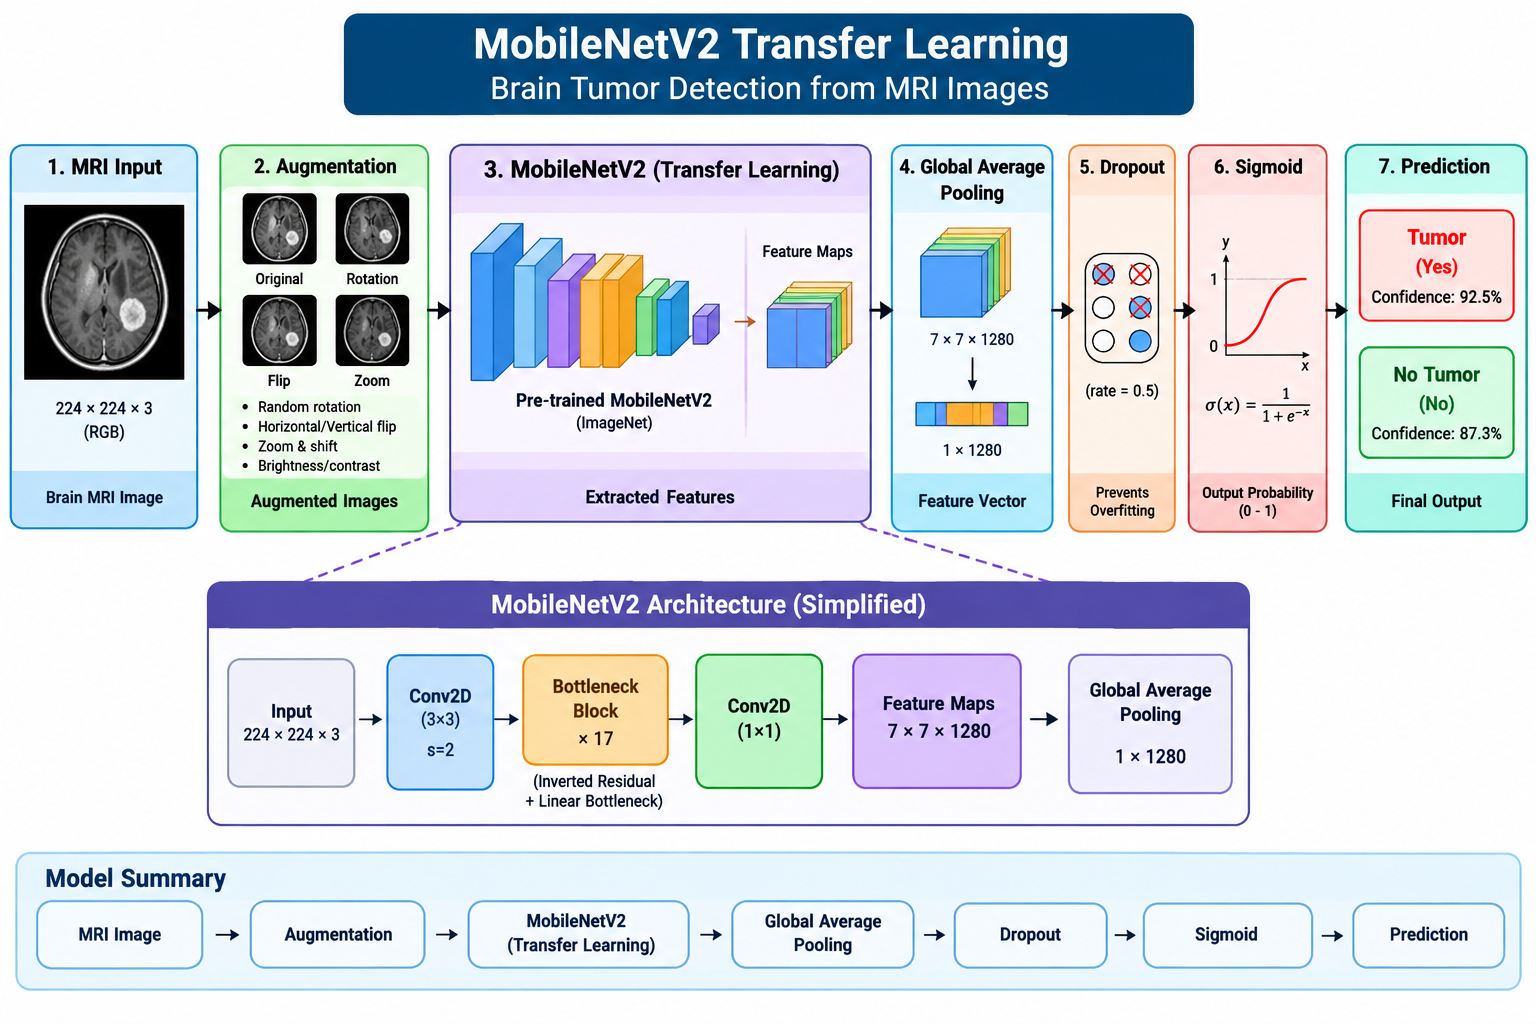 MobileNetV2 Transfer Learning
Brain Tumor Detection from MRI Images
1. MRI Input
224 × 224 × 3
(RGB)
Brain MRI Image
2. Augmentation
Original
Rotation
Flip
Zoom
• Random rotation
• Horizontal/Vertical flip
• Zoom & shift
• Brightness/contrast
Augmented Images
3. MobileNetV2 (Transfer Learning)
Feature Maps
Pre-trained MobileNetV2
(ImageNet)
Extracted Features
4. Global Average
Pooling
7 × 7 × 1280
1 × 1280
Feature Vector
5. Dropout
(rate = 0.5)
Prevents
Overfitting
6. Sigmoid
y
1
0
x
σ(x) = 1 / 1 + e⁻ˣ
Output Probability
(0 - 1)
7. Prediction
Tumor
(Yes)
Confidence: 92.5%
No Tumor
(No)
Confidence: 87.3%
Final Output
MobileNetV2 Architecture (Simplified)
Input
224 × 224 × 3
Conv2D
(3×3)
s=2
Bottleneck
Block
× 17
(Inverted Residual
+ Linear Bottleneck)
Conv2D
(1×1)
Feature Maps
7 × 7 × 1280
Global Average
Pooling
1 × 1280
Model Summary
MRI Image
Augmentation
MobileNetV2
(Transfer Learning)
Global Average
Pooling
Dropout
Sigmoid
Prediction